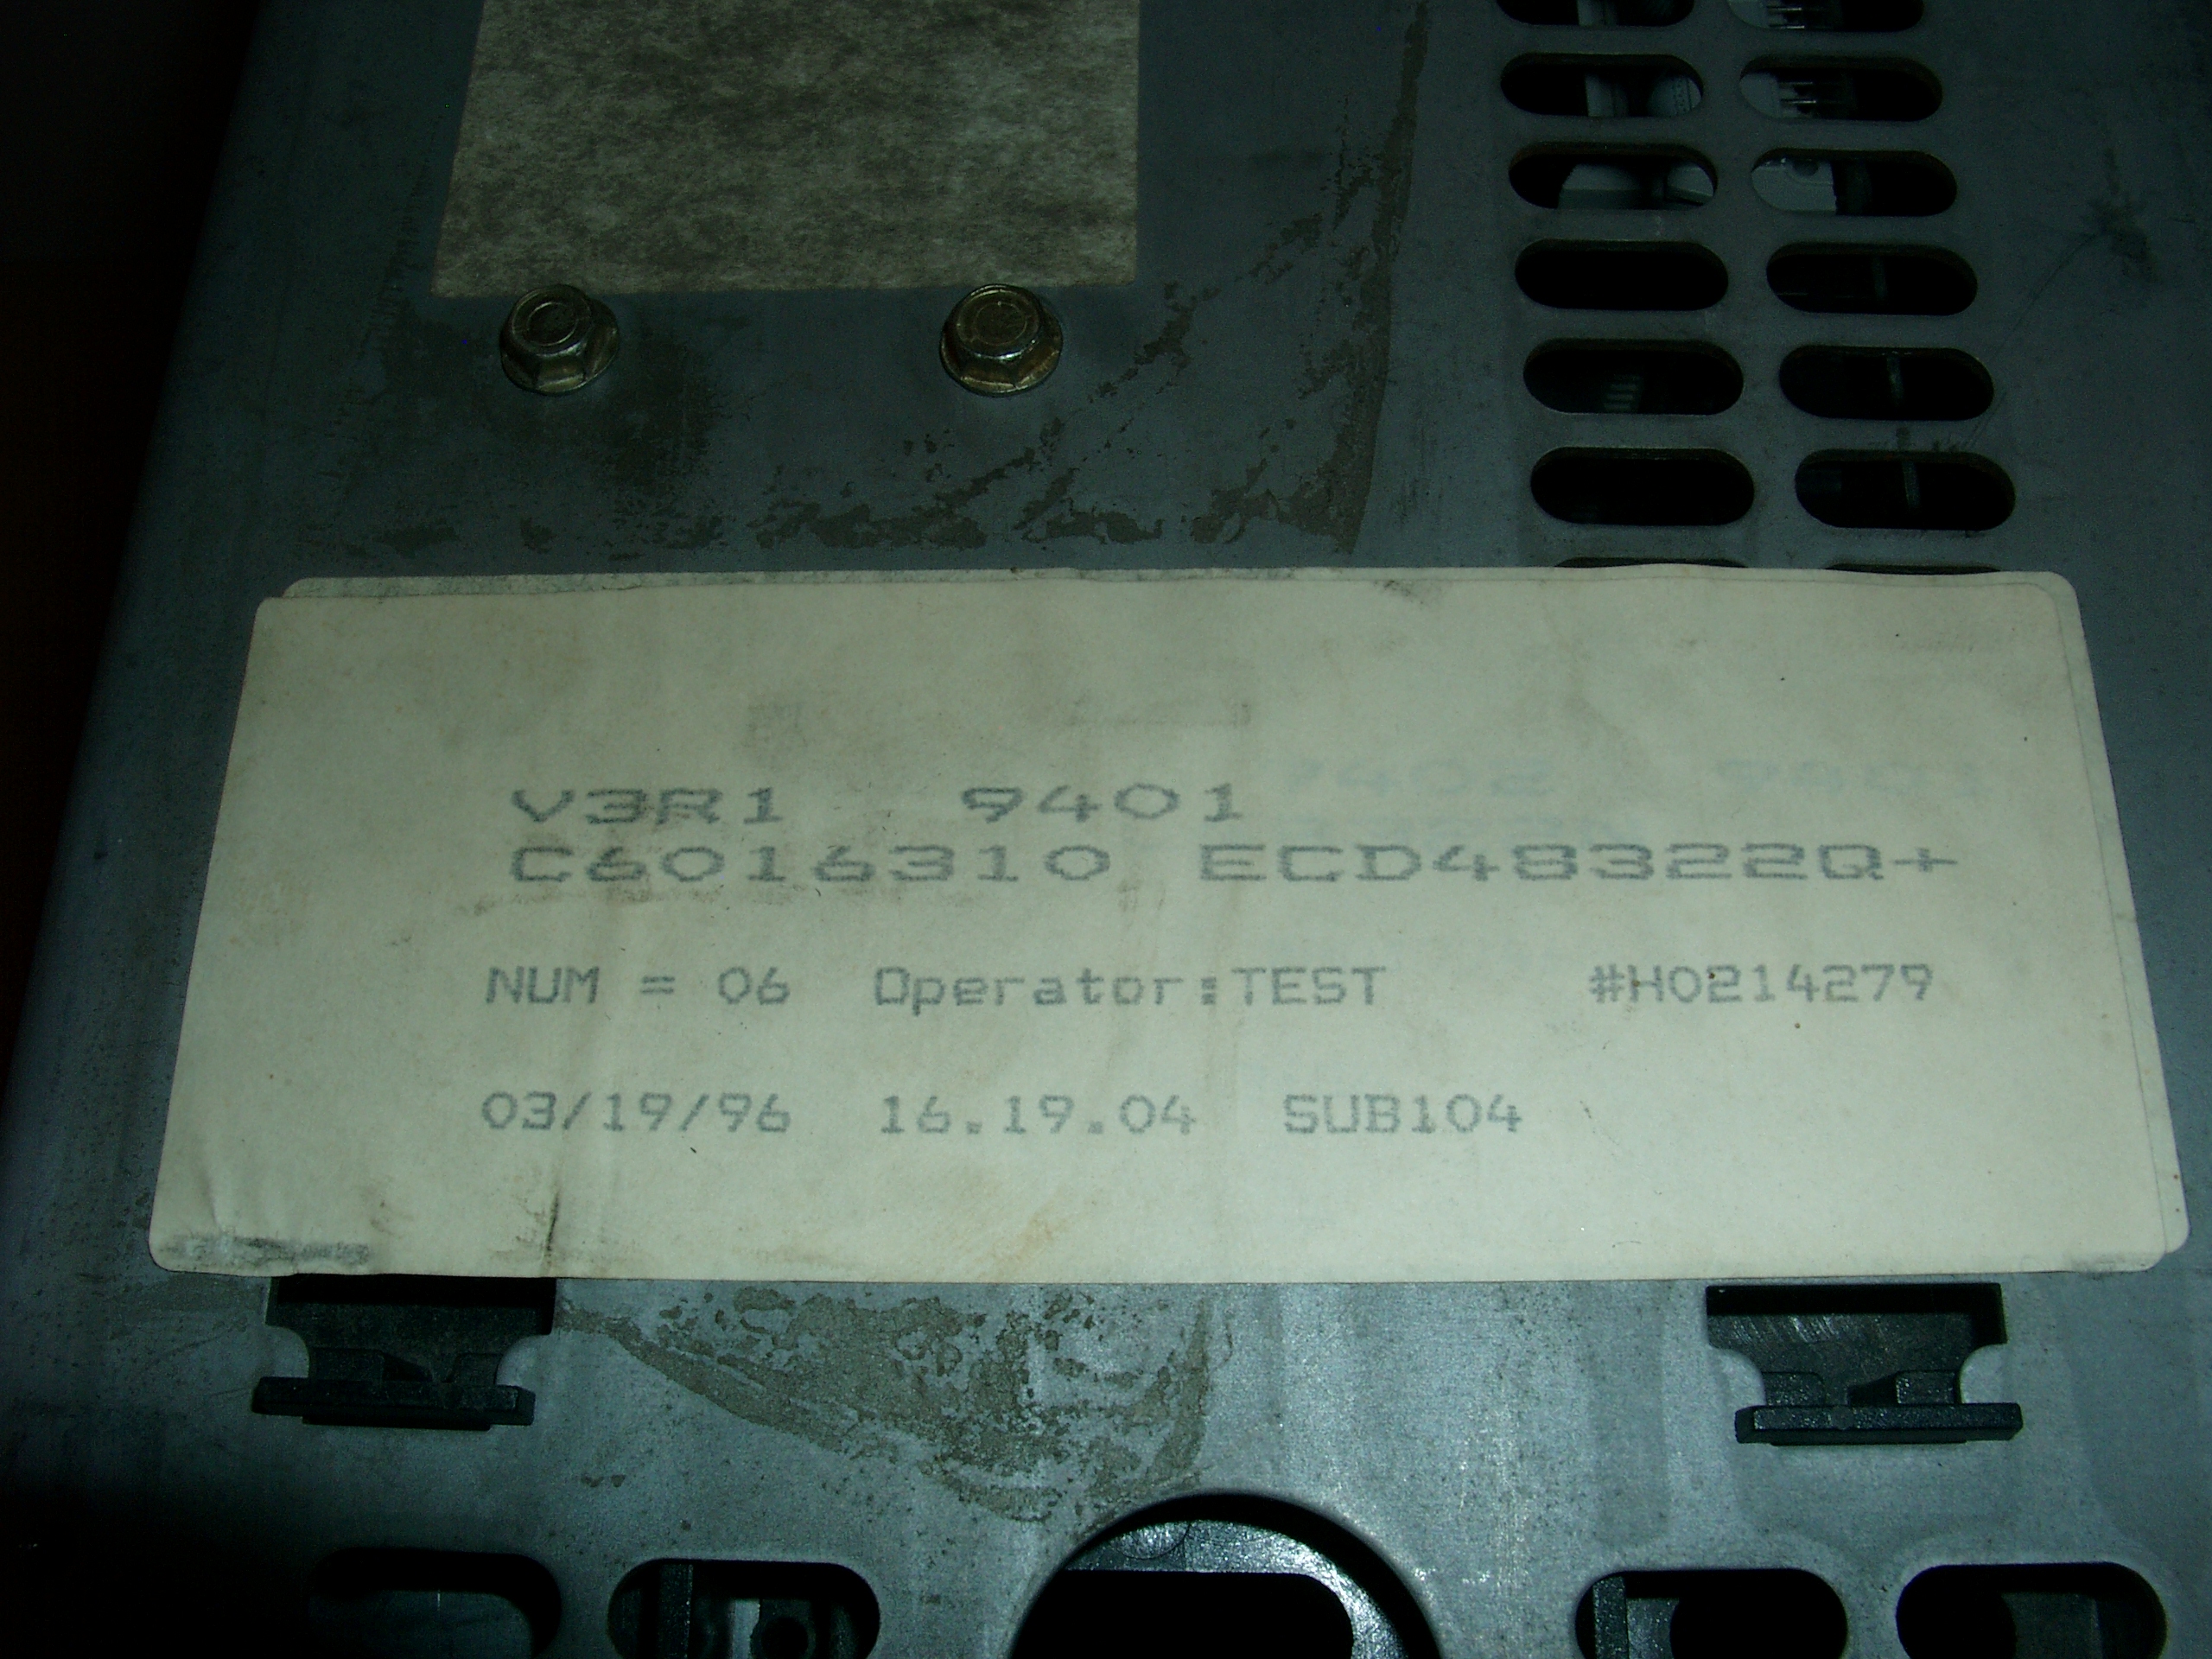 V3R1 9401
C6016310 ECD48322Q+
NUM = 06 Operator:TEST #H0214279
03/19/96 16.19.04 SUB104